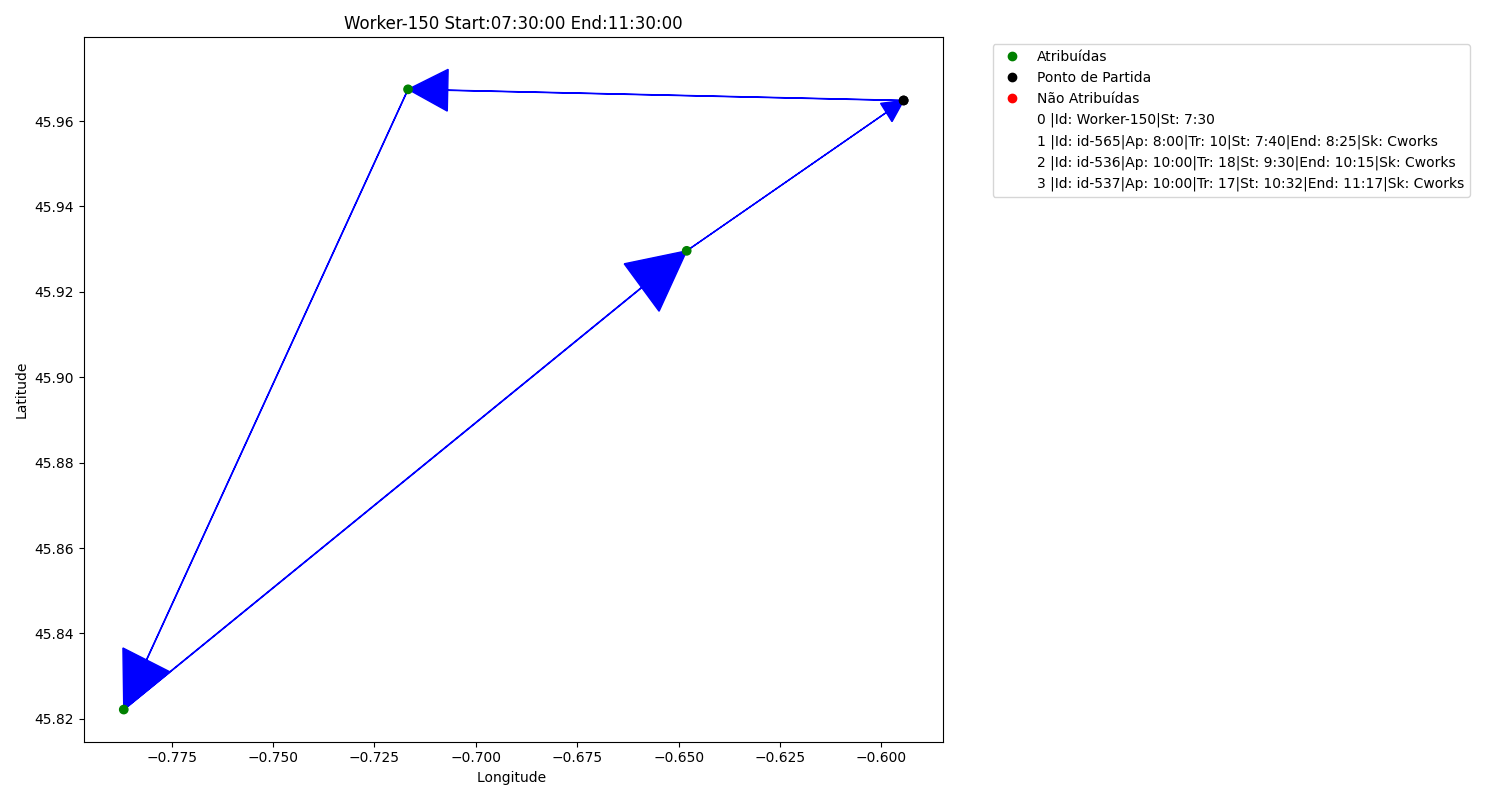 Worker-150 Start:07:30:00 End:11:30:00
Atribuídas
Ponto de Partida
Não Atribuídas
0 |Id: Worker-150|St: 7:30
1 |Id: id-565|Ap: 8:00|Tr: 10|St: 7:40|End: 8:25|Sk: Cworks
2 |Id: id-536|Ap: 10:00|Tr: 18|St: 9:30|End: 10:15|Sk: Cworks
3 |Id: id-537|Ap: 10:00|Tr: 17|St: 10:32|End: 11:17|Sk: Cworks
Latitude
45.96
45.94
45.92
45.90
45.88
45.86
45.84
45.82
−0.775
−0.750
−0.725
−0.700
−0.675
−0.650
−0.625
−0.600
Longitude